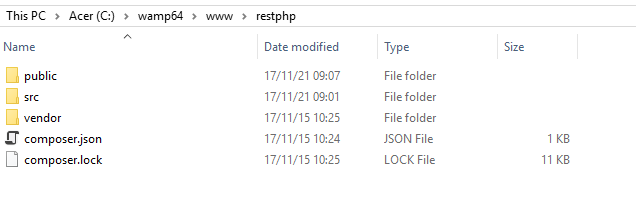 This PC > Acer (C:) > wamp64 > www > restphp
Name Date modified Type Size
public 17/11/21 09:07 File folder
src 17/11/21 09:01 File folder
vendor 17/11/15 10:25 File folder
composer.json 17/11/15 10:24 JSON File 1 KB
composer.lock 17/11/15 10:25 LOCK File 11 KB